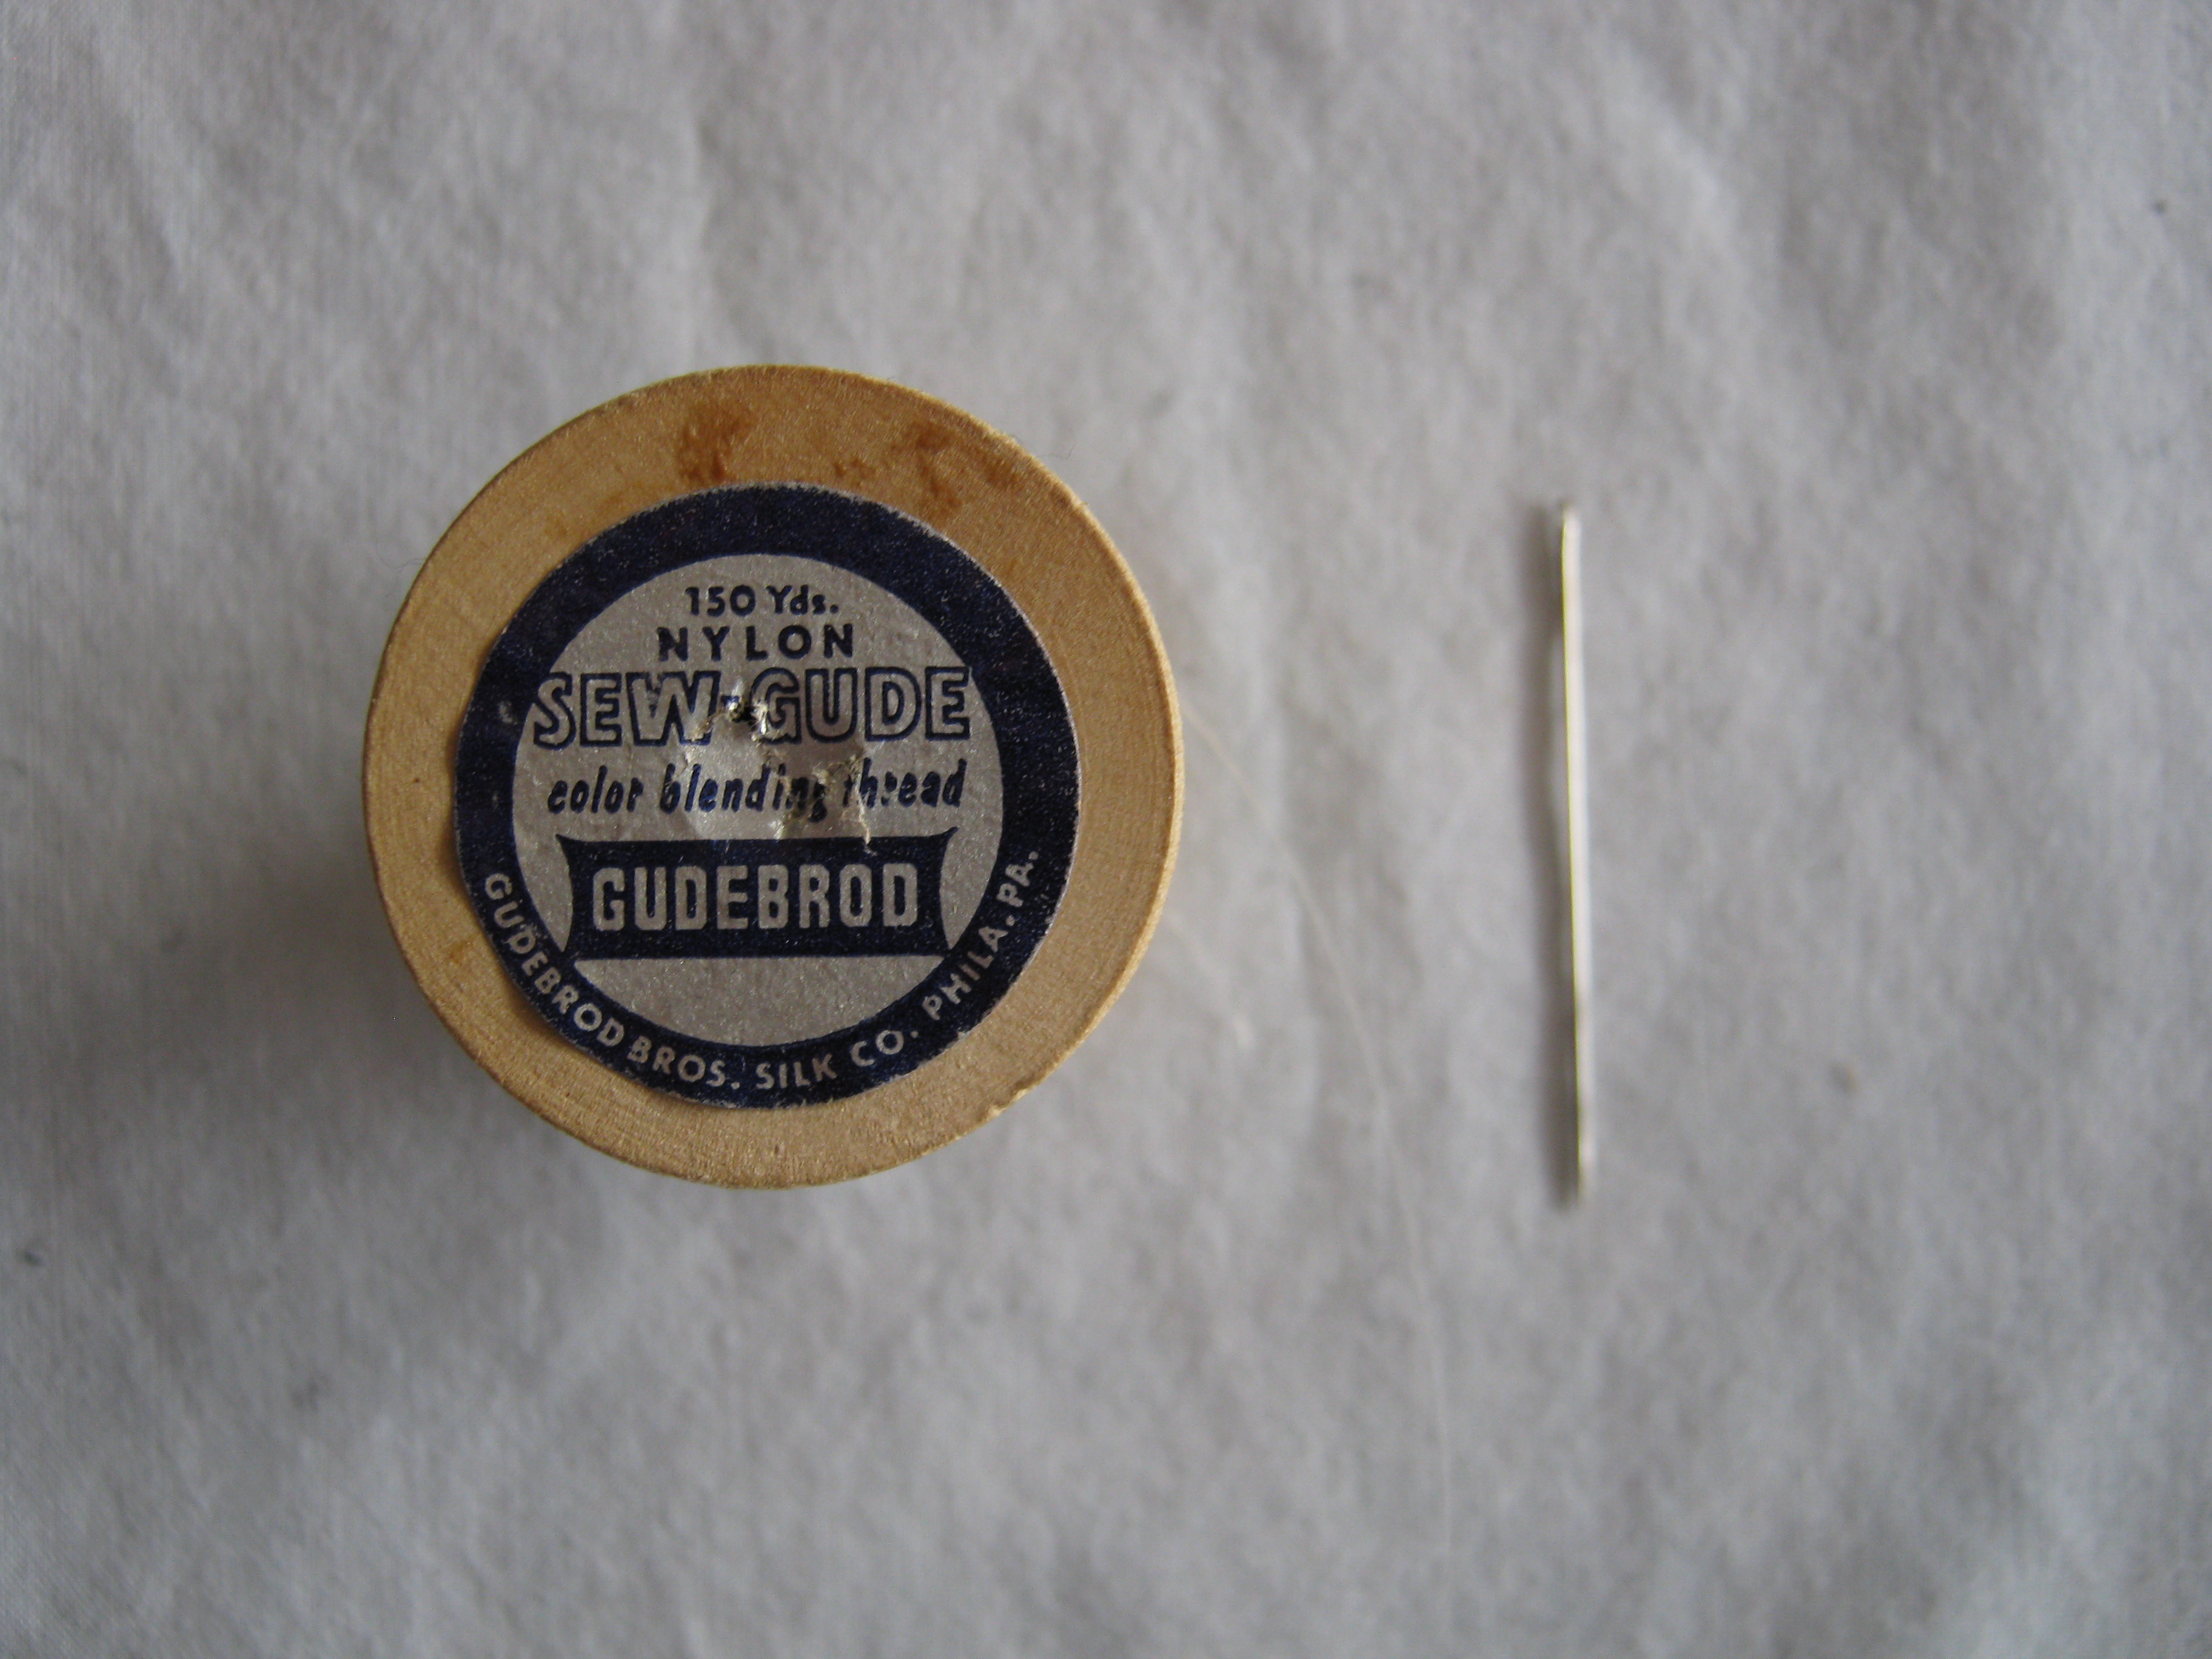 150 Yds.
NYLON
SEW-GUDE
color blending thread
GUDEBROD
GUDEBROD BROS. SILK CO. PHILA. PA.